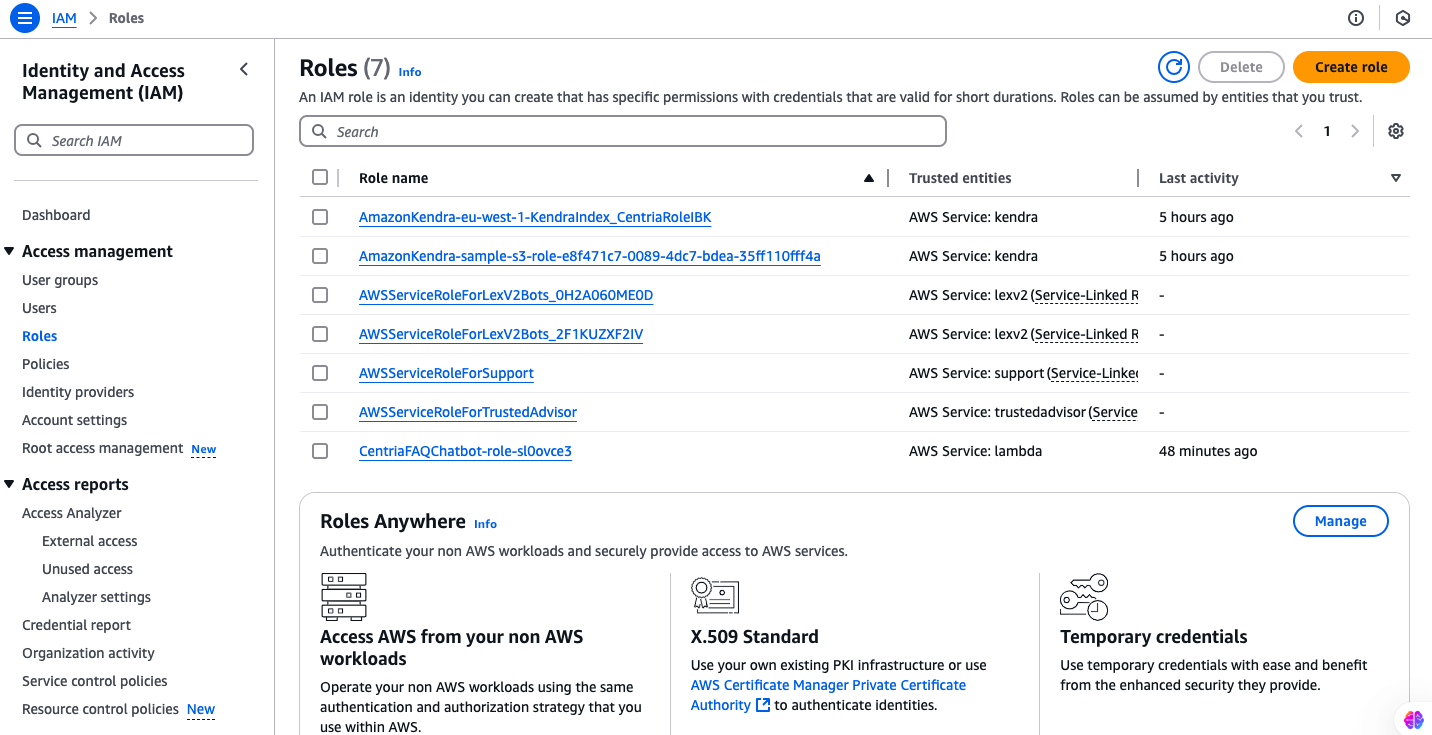 IAM > Roles
Identity and Access
Management (IAM)
Search IAM
Dashboard
Access management
User groups
Users
Roles
Policies
Identity providers
Account settings
Root access management New
Access reports
Access Analyzer
External access
Unused access
Analyzer settings
Credential report
Organization activity
Service control policies
Resource control policies New
Roles (7) Info
Delete
Create role
An IAM role is an identity you can create that has specific permissions with credentials that are valid for short durations. Roles can be assumed by entities that you trust.
Search
1
Role name Trusted entities Last activity
AmazonKendra-eu-west-1-KendraIndex_CentriaRoleIBK AWS Service: kendra 5 hours ago
AmazonKendra-sample-s3-role-e8f471c7-0089-4dc7-bdea-35ff110fff4a AWS Service: kendra 5 hours ago
AWSServiceRoleForLexV2Bots_0H2A060ME0D AWS Service: lexv2 (Service-Linked R -
AWSServiceRoleForLexV2Bots_2F1KUZXF2IV AWS Service: lexv2 (Service-Linked R -
AWSServiceRoleForSupport AWS Service: support (Service-Linked -
AWSServiceRoleForTrustedAdvisor AWS Service: trustedadvisor (Service -
CentriaFAQChatbot-role-sl0ovce3 AWS Service: lambda 48 minutes ago
Roles Anywhere Info
Manage
Authenticate your non AWS workloads and securely provide access to AWS services.
Access AWS from your non AWS
workloads
Operate your non AWS workloads using the same
authentication and authorization strategy that you
use within AWS.
X.509 Standard
Use your own existing PKI infrastructure or use
AWS Certificate Manager Private Certificate
Authority to authenticate identities.
Temporary credentials
Use temporary credentials with ease and benefit
from the enhanced security they provide.